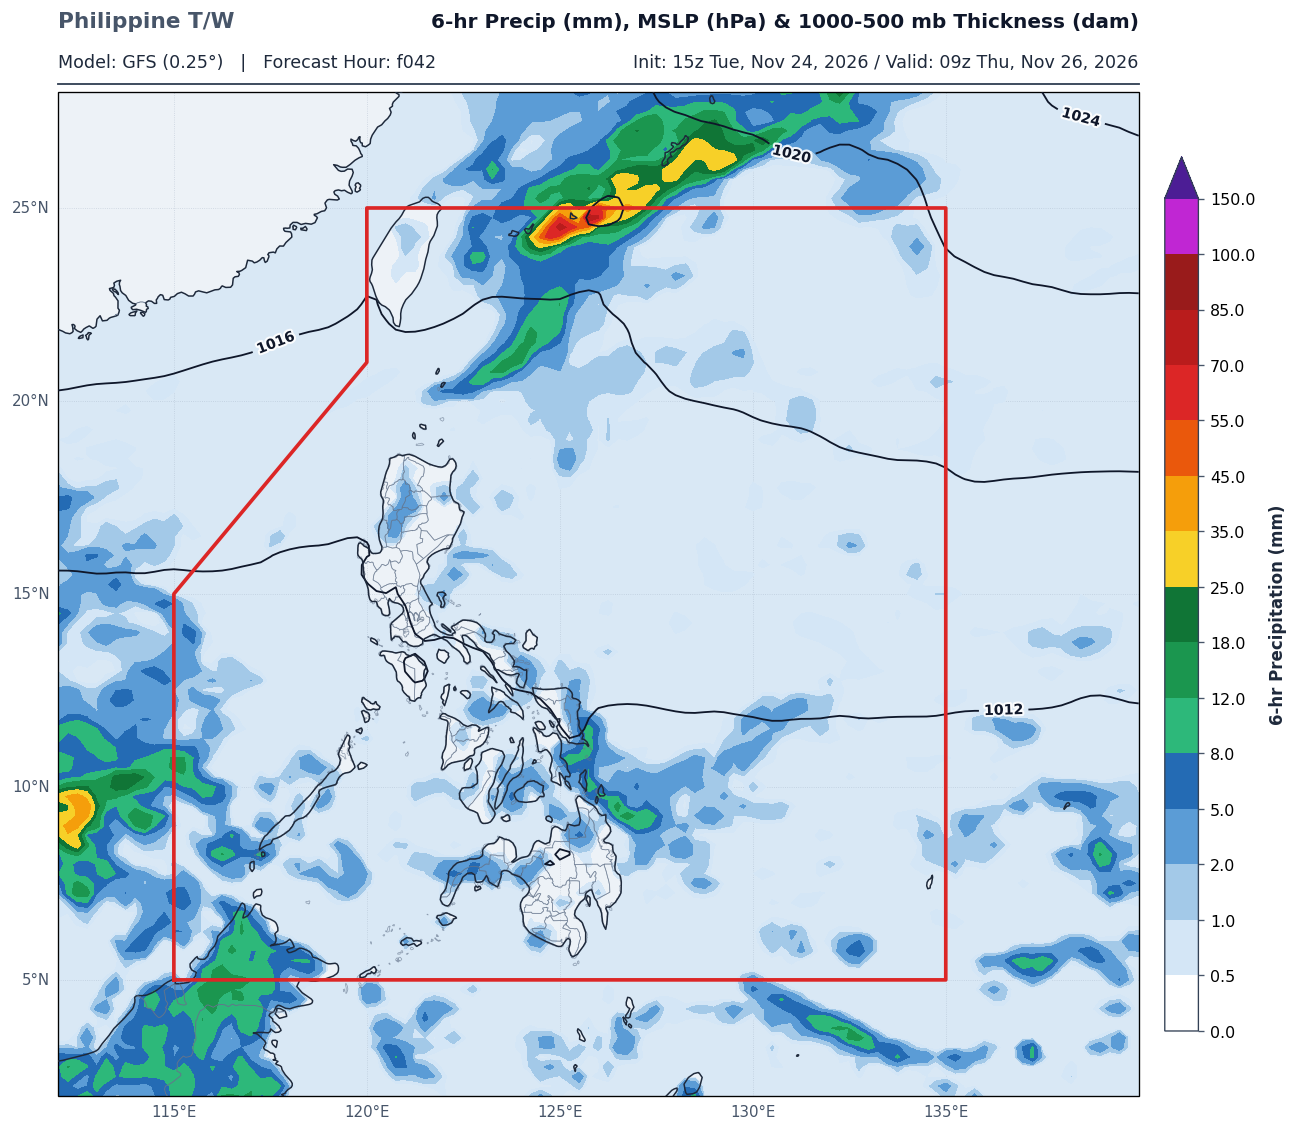 Philippine T/W
6-hr Precip (mm), MSLP (hPa) & 1000-500 mb Thickness (dam)
Model: GFS (0.25°) | Forecast Hour: f042
Init: 15z Tue, Nov 24, 2026 / Valid: 09z Thu, Nov 26, 2026
1024
1020
1016
1012
25°N
20°N
15°N
10°N
5°N
115°E
120°E
125°E
130°E
135°E
150.0
100.0
85.0
70.0
55.0
45.0
35.0
25.0
18.0
12.0
8.0
5.0
2.0
1.0
0.5
0.0
6-hr Precipitation (mm)